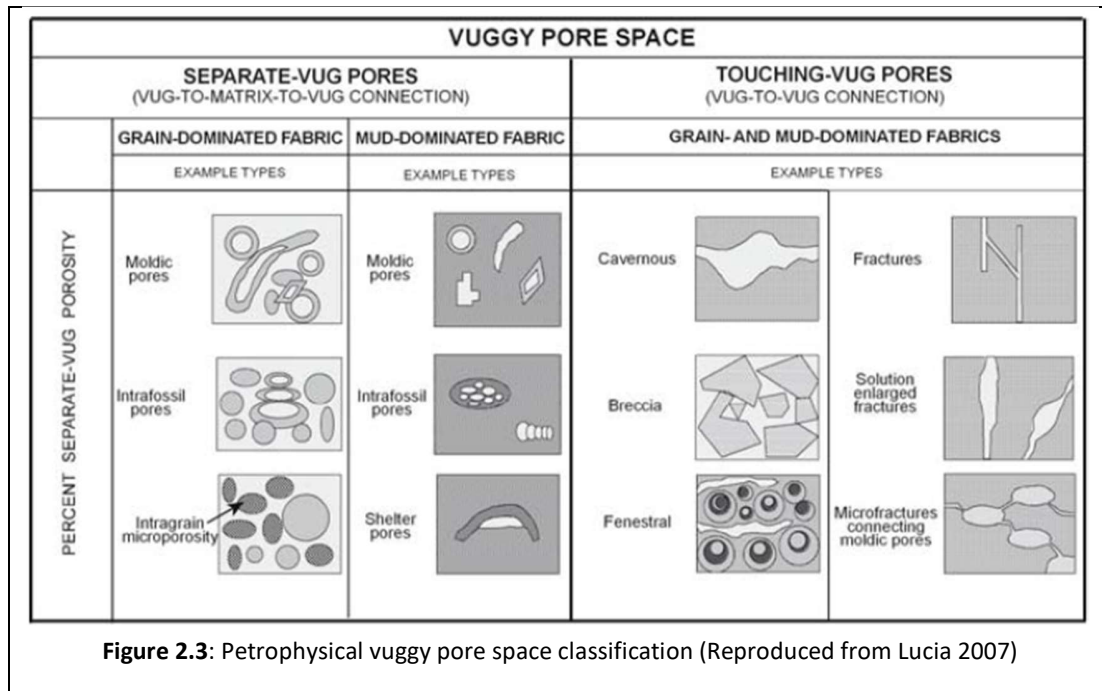 VUGGY PORE SPACE
SEPARATE-VUG PORES
(VUG-TO-MATRIX-TO-VUG CONNECTION)
TOUCHING-VUG PORES
(VUG-TO-VUG CONNECTION)
GRAIN-DOMINATED FABRIC
MUD-DOMINATED FABRIC
GRAIN- AND MUD-DOMINATED FABRICS
EXAMPLE TYPES
EXAMPLE TYPES
EXAMPLE TYPES
PERCENT SEPARATE-VUG POROSITY
Moldic
pores
Intrafossil
pores
Intragrain
microporosity
Moldic
pores
Intrafossil
pores
Shelter
pores
Cavernous
Breccia
Fenestral
Fractures
Solution
enlarged
fractures
Microfractures
connecting
moldic pores
Figure 2.3: Petrophysical vuggy pore space classification (Reproduced from Lucia 2007)